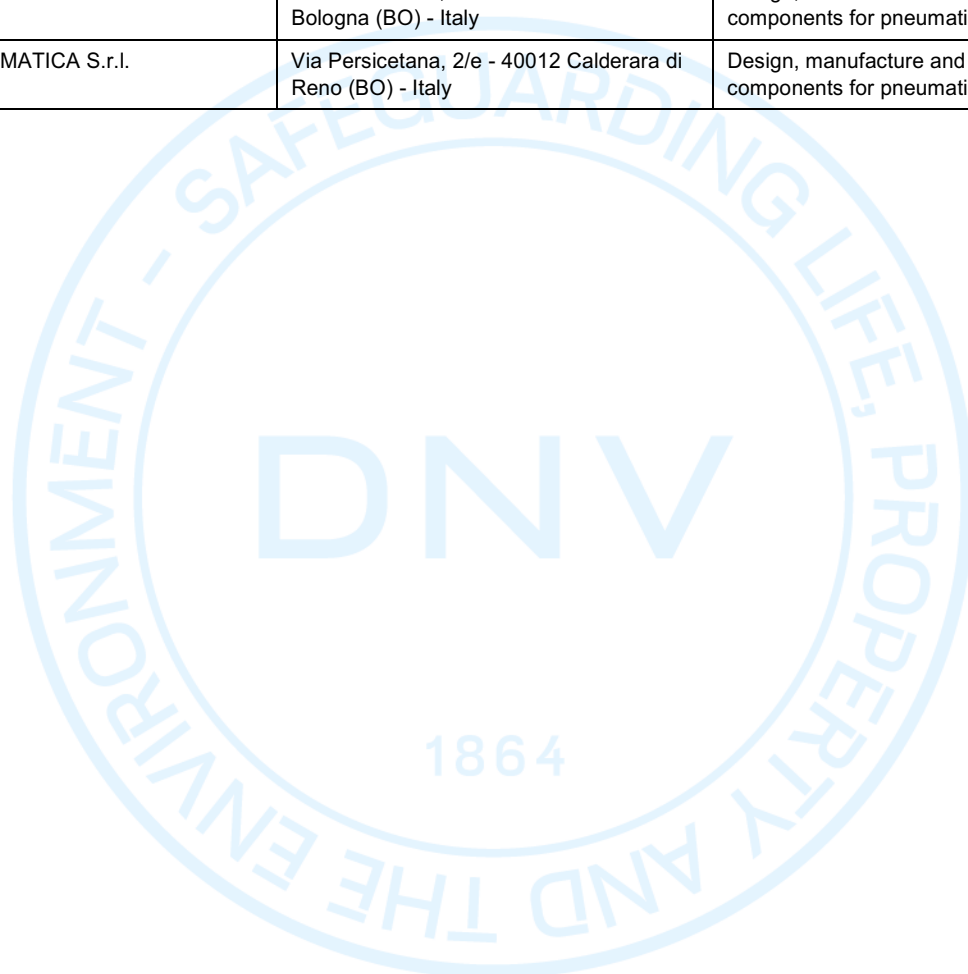 Bologna (BO) - Italy
components for pneumati
MATICA S.r.l.
Via Persicetana, 2/e - 40012 Calderara di
Reno (BO) - Italy
Design, manufacture and
components for pneumati
SAFEGUARDING LIFE, PROPERTY AND THE ENVIRONMENT -
DNV
1864